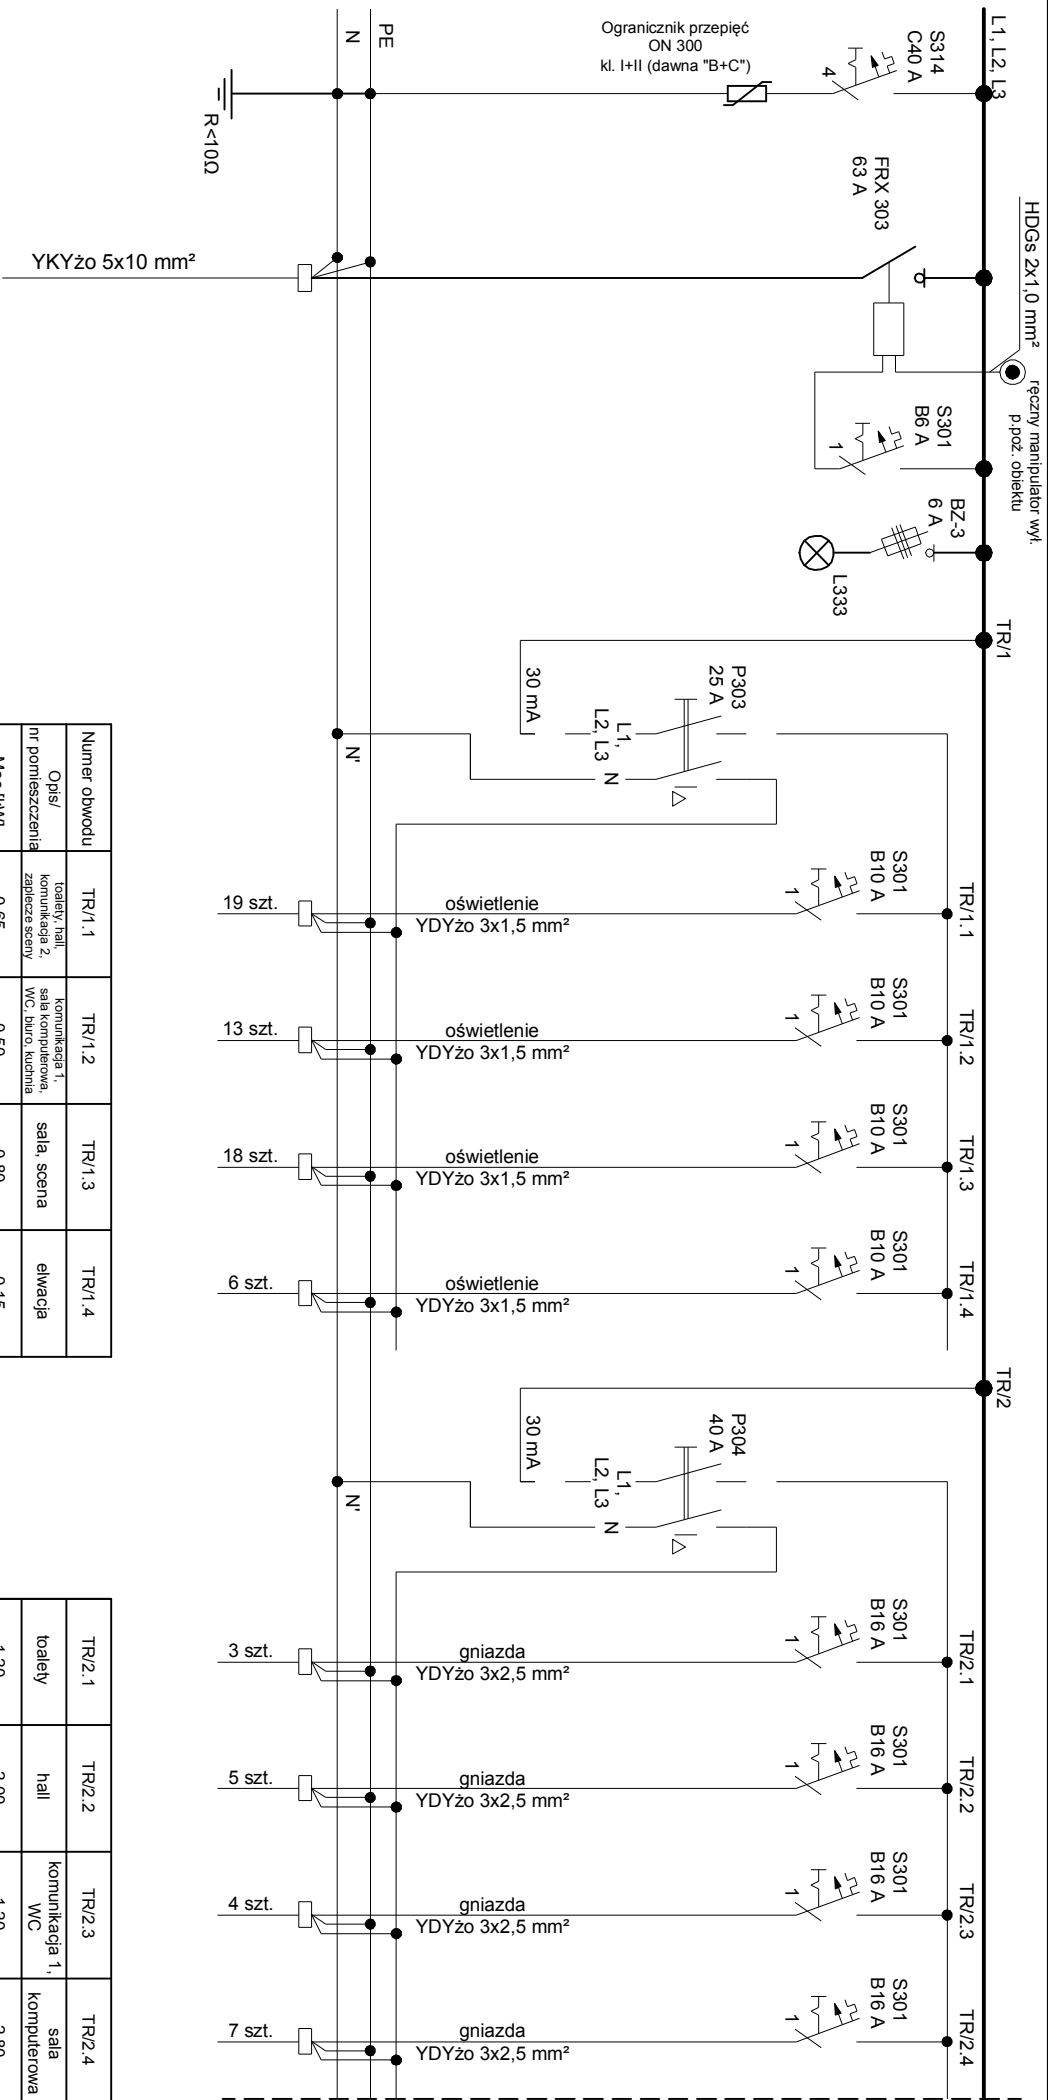 L1, L2, L3
S314
C40 A
4
Ogranicznik przepięć
ON 300
kl. I+II (dawna "B+C")
PE
N
R<10Ω
HDGs 2x1,0 mm²
ręczny manipulator wył.
p.poż. obiektu
FRX 303
63 A
YKYżo 5x10 mm²
S301
B6 A
1
BZ-3
6 A
L333
TR/1
P303
25 A
30 mA
L1,
L2, L3
N
N'
TR/1.1
S301
B10 A
1
oświetlenie
YDYżo 3x1,5 mm²
19 szt.
TR/1.2
S301
B10 A
1
oświetlenie
YDYżo 3x1,5 mm²
13 szt.
TR/1.3
S301
B10 A
1
oświetlenie
YDYżo 3x1,5 mm²
18 szt.
TR/1.4
S301
B10 A
1
oświetlenie
YDYżo 3x1,5 mm²
6 szt.
TR/2
P304
40 A
30 mA
L1,
L2, L3
N
N'
TR/2.1
S301
B16 A
1
gniazda
YDYżo 3x2,5 mm²
3 szt.
TR/2.2
S301
B16 A
1
gniazda
YDYżo 3x2,5 mm²
5 szt.
TR/2.3
S301
B16 A
1
gniazda
YDYżo 3x2,5 mm²
4 szt.
TR/2.4
S301
B16 A
1
gniazda
YDYżo 3x2,5 mm²
7 szt.
Numer obwodu
TR/1.1
TR/1.2
TR/1.3
TR/1.4
Opis/
nr pomieszczenia
toalety, hall,
komunikacja 2,
zaplecze sceny
komunikacja 1,
sala komputerowa,
WC, biuro, kuchnia
sala, scena
elwacja
TR/2.1
TR/2.2
TR/2.3
TR/2.4
toalety
hall
komunikacja 1,
WC
sala
komputerowa